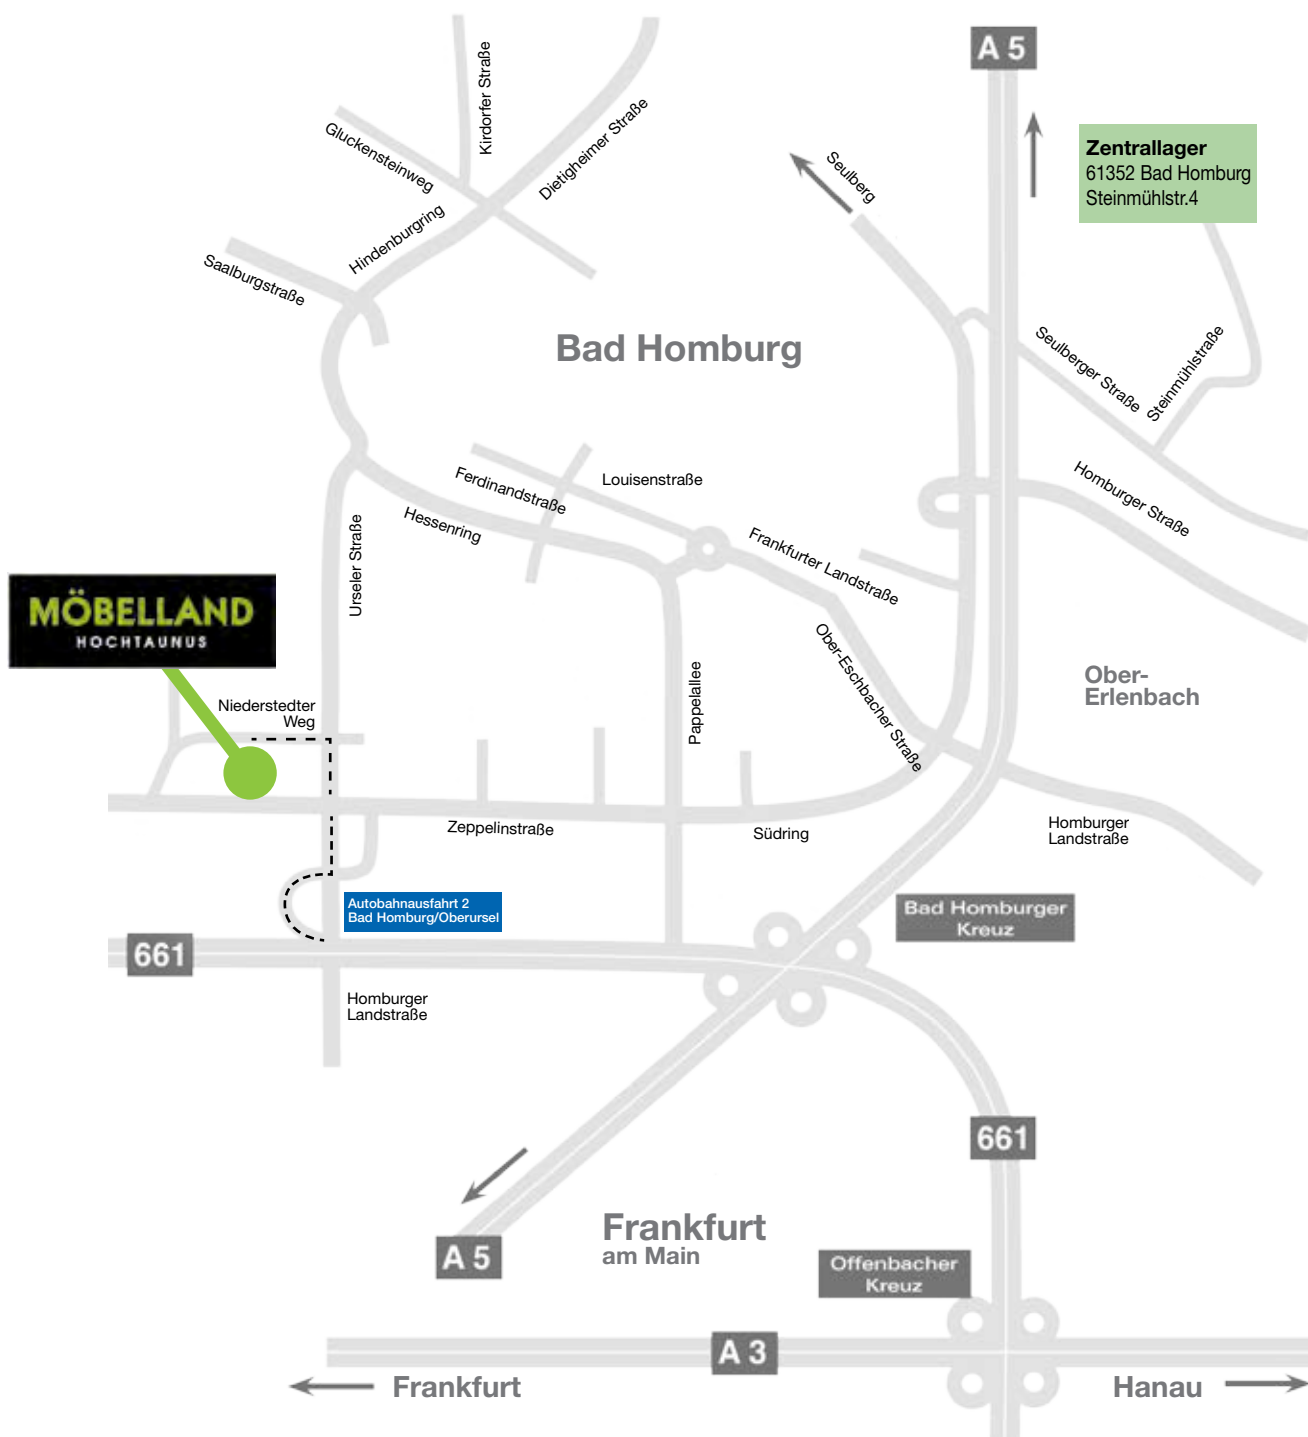 A 5
Kirdorfer Straße
Gluckensteinweg
Dietigheimer Straße
Seulberg
Zentrallager
61352 Bad Homburg
Steinmühlstr.4
Hindenburgring
Saalburgstraße
Bad Homburg
Seulberger Straße
Steinmühlstraße
Ferdinandstraße
Louisenstraße
Homburger Straße
Hessenring
Urseler Straße
Frankfurter Landstraße
MÖBELLAND
HOCHTAUNUS
Ober-Eschbacher Straße
Pappelallee
Ober-
Erlenbach
Niederstedter
Weg
Zeppelinstraße
Südring
Homburger
Landstraße
Autobahnausfahrt 2
Bad Homburg/Oberursel
Bad Homburger
Kreuz
661
Homburger
Landstraße
661
Frankfurt
am Main
A 5
Offenbacher
Kreuz
A 3
Frankfurt
Hanau